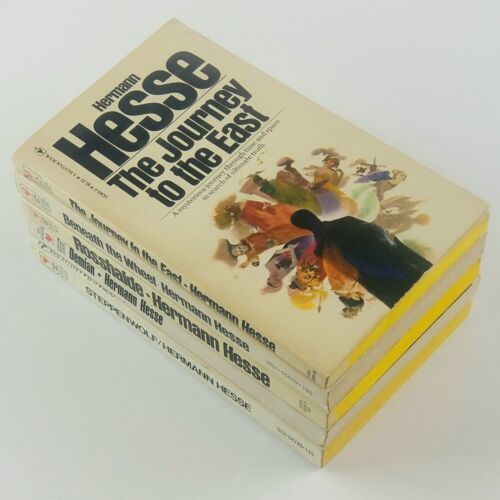 Hermann
Hesse
The Journey
to the East
A mysterious journey through time and space
in search of ultimate truth
The Journey to the East · Hermann Hesse
Beneath the Wheel Hermann Hesse
Rosshalde · Hermann Hesse
Demian · Hermann Hesse
STEPPENWOLF/HERMANN HESSE